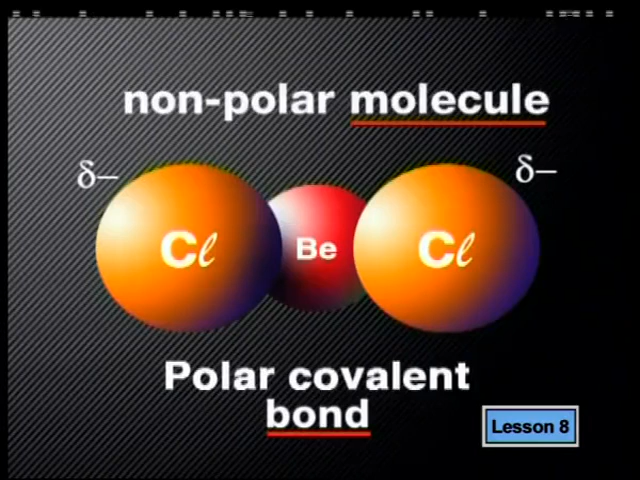 non-polar molecule
δ– δ–
Cl Be Cl
Polar covalent
bond
Lesson 8